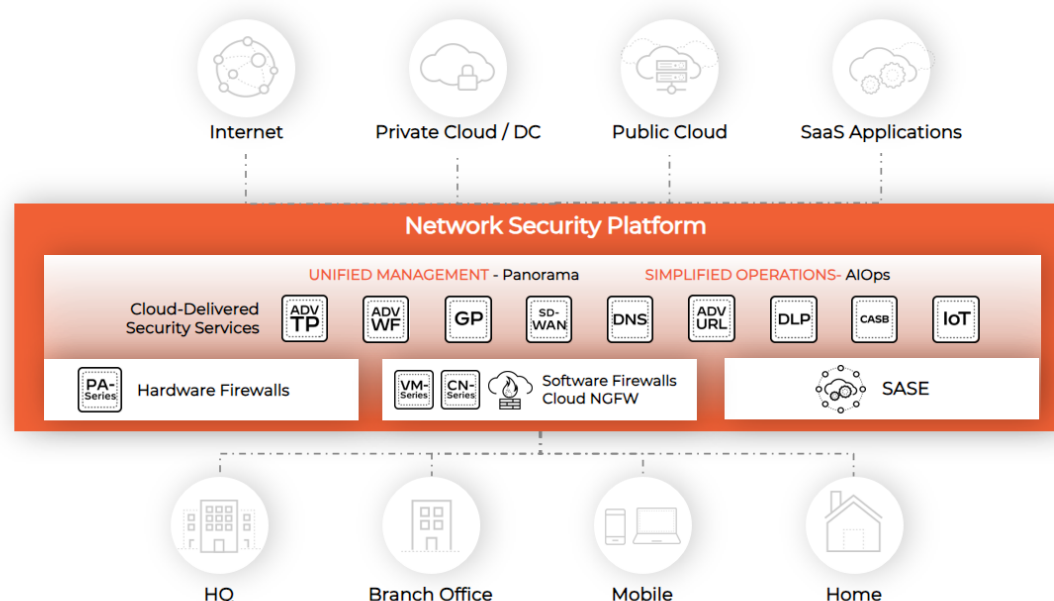 Internet
Private Cloud / DC
Public Cloud
SaaS Applications
Network Security Platform
UNIFIED MANAGEMENT - Panorama
SIMPLIFIED OPERATIONS- AIOps
Cloud-Delivered
Security Services
ADV
TP
ADV
WF
GP
SD-
WAN
DNS
ADV
URL
DLP
CASB
IoT
PA-
Series
Hardware Firewalls
VM-
Series
CN-
Series
Software Firewalls
Cloud NGFW
SASE
HQ
Branch Office
Mobile
Home